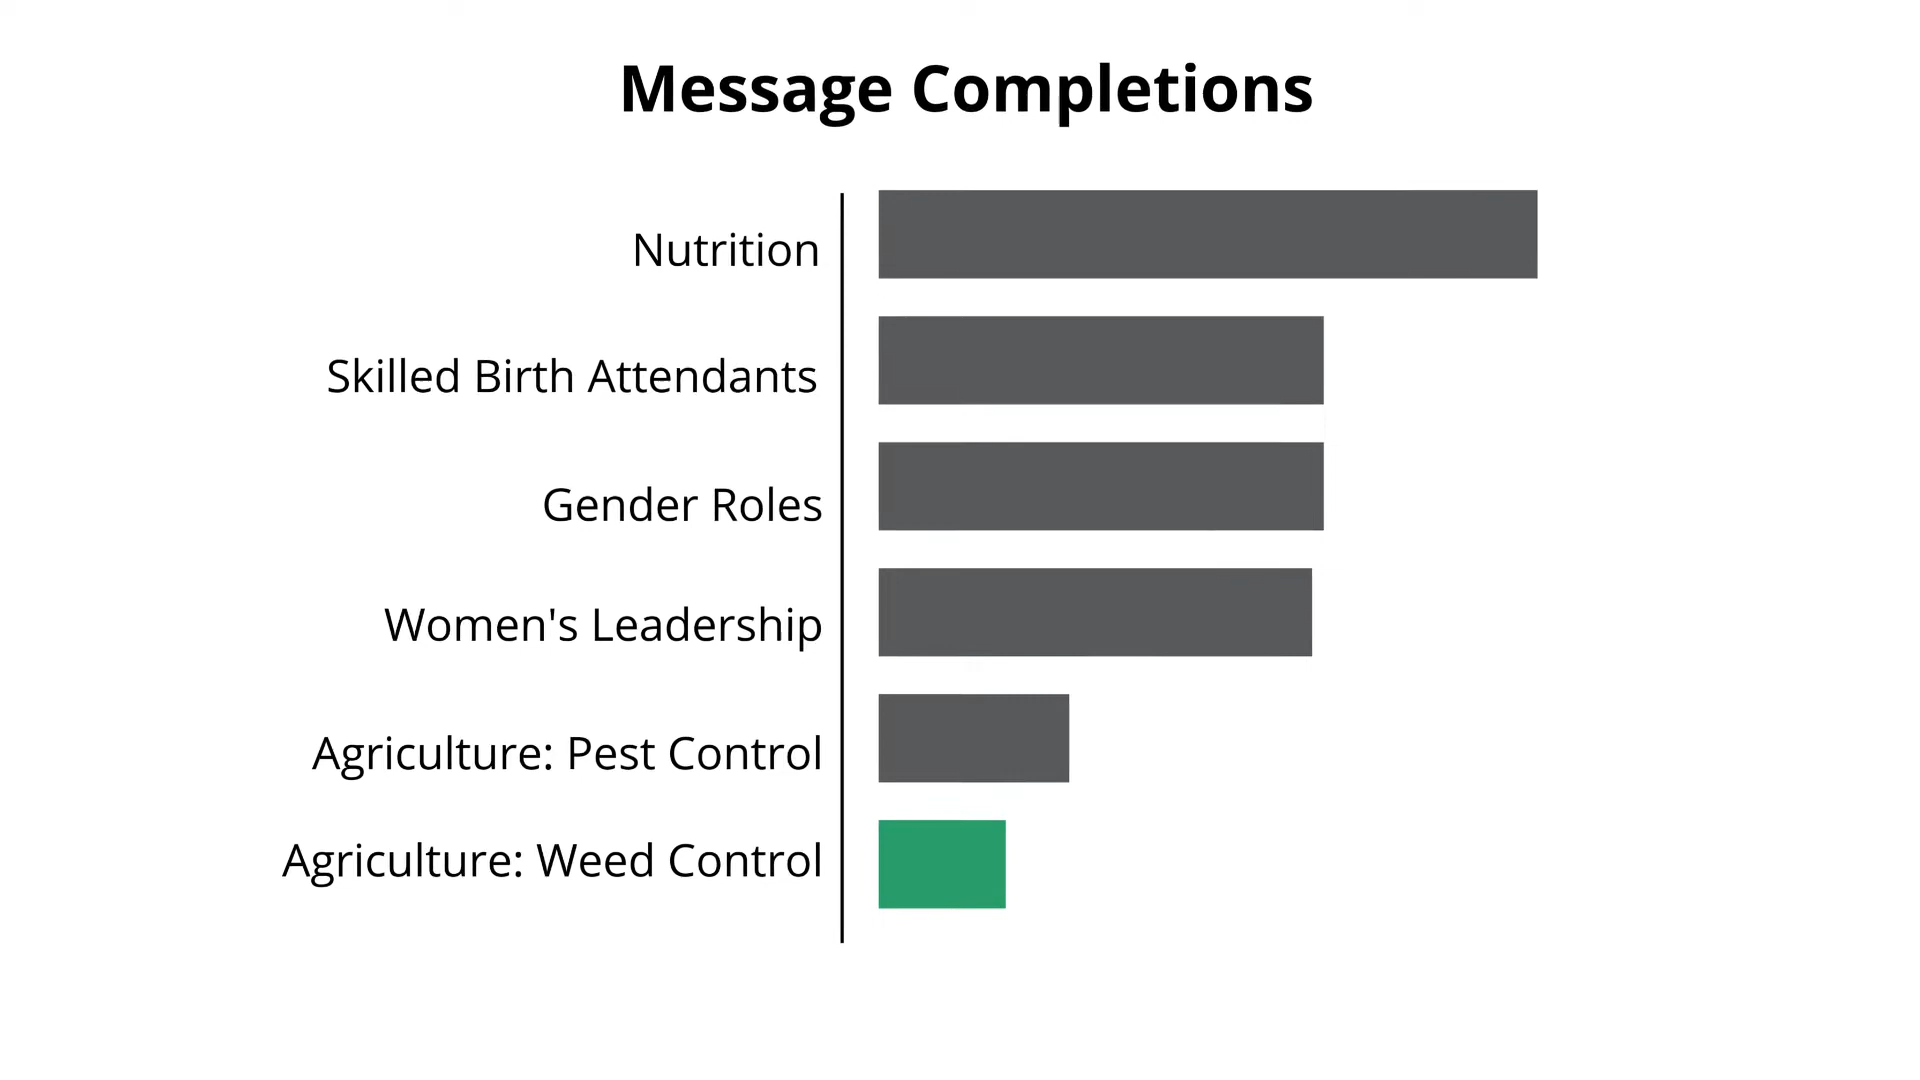 Message Completions
Nutrition
Skilled Birth Attendants
Gender Roles
Women's Leadership
Agriculture: Pest Control
Agriculture: Weed Control